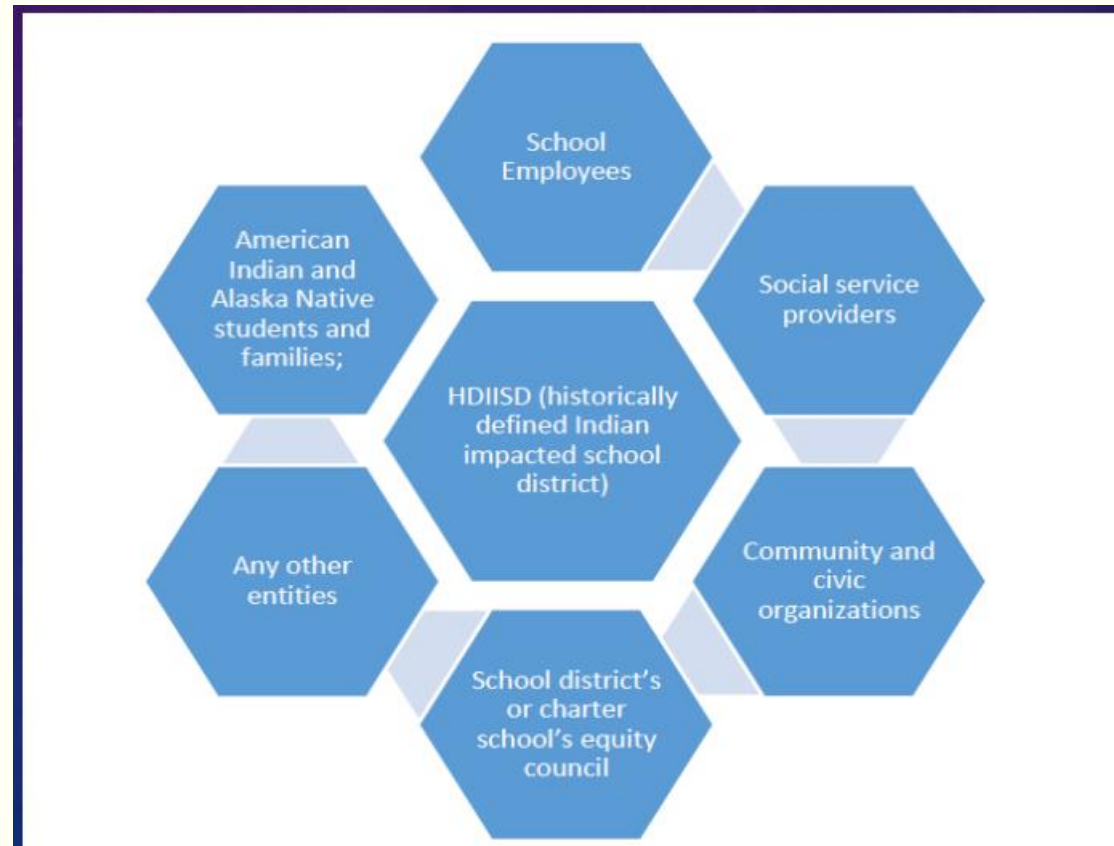 School
Employees
American
Indian and
Alaska Native
students and
families;
Social service
providers
HDIISD (historically
defined Indian
impacted school
district)
Any other
entities
Community and
civic
organizations
School district’s
or charter
school’s equity
council